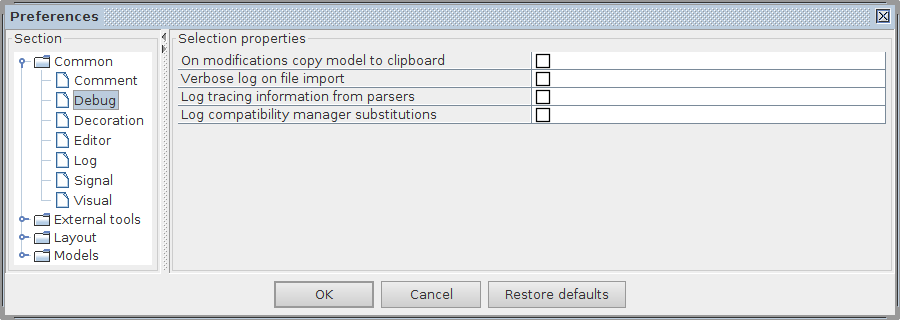 Preferences
Section
Common
Comment
Debug
Decoration
Editor
Log
Signal
Visual
External tools
Layout
Models
Selection properties
On modifications copy model to clipboard
Verbose log on file import
Log tracing information from parsers
Log compatibility manager substitutions
OK
Cancel
Restore defaults